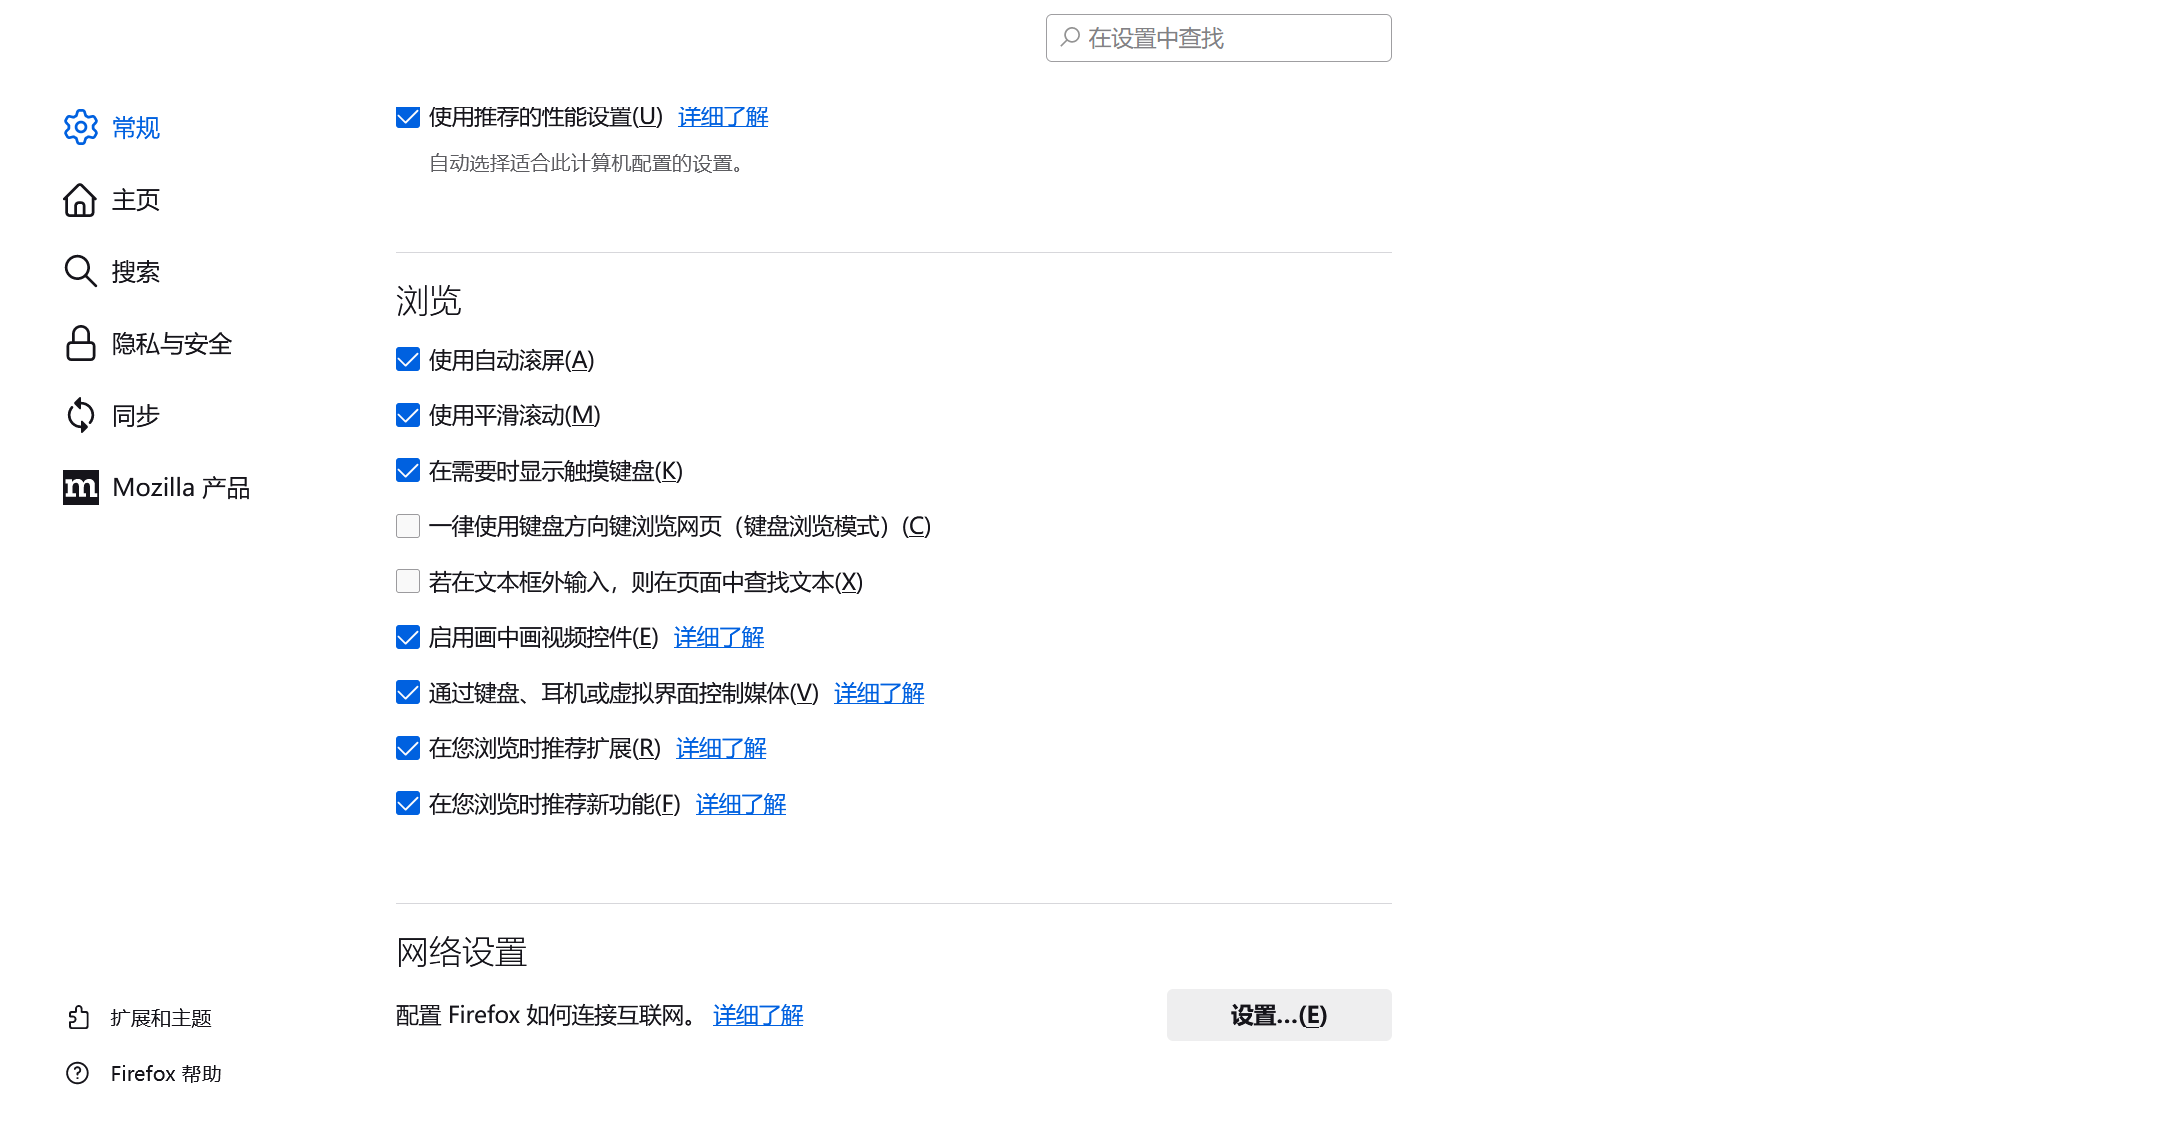 在设置中查找
常规
主页
搜索
隐私与安全
同步
m Mozilla 产品
扩展和主题
Firefox 帮助
使用推荐的性能设置(U) 详细了解
自动选择适合此计算机配置的设置。
浏览
使用自动滚屏(A)
使用平滑滚动(M)
在需要时显示触摸键盘(K)
一律使用键盘方向键浏览网页（键盘浏览模式）(C)
若在文本框外输入，则在页面中查找文本(X)
启用画中画视频控件(E) 详细了解
通过键盘、耳机或虚拟界面控制媒体(V) 详细了解
在您浏览时推荐扩展(R) 详细了解
在您浏览时推荐新功能(F) 详细了解
网络设置
配置 Firefox 如何连接互联网。 详细了解
设置...(E)